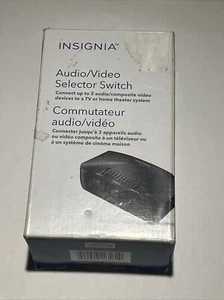 INSIGNIA™
Audio/Video
Selector Switch
Connect up to 3 audio/composite video
devices to a TV or home theater system
Commutateur
audio/vidéo
Connecter jusqu'à 3 appareils audio
ou vidéo composite à un téléviseur ou
à un système de cinéma maison